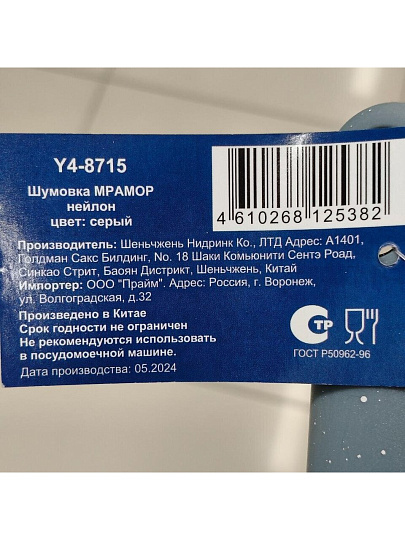 Y4-8715
Шумовка МРАМОР
нейлон
цвет: серый
4 610268 125382
Производитель: Шеньчжень Нидринк Ко., ЛТД Адрес: А1401,
Голдман Сакс Билдинг, No. 18 Шаки Комьюнити Сентэ Роад,
Синкао Стрит, Баоян Дистрикт, Шеньчжень, Китай
Импортер: ООО "Прайм". Адрес: Россия, г. Воронеж,
ул. Волгоградская, д.32
Произведено в Китае
Срок годности не ограничен
Не рекомендуются использовать
в посудомоечной машине.
Дата производства: 05.2024
СТР
ГОСТ Р50962-96